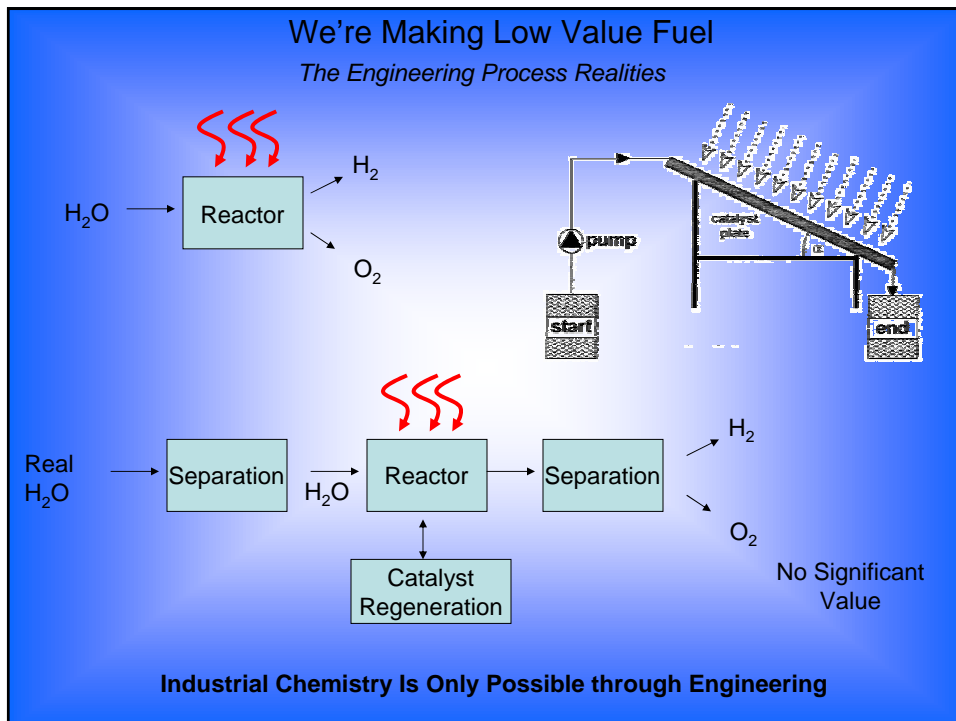 We're Making Low Value Fuel
The Engineering Process Realities
H₂O
Reactor
H₂
O₂
pump
catalyst
plate
α
start
end
Real
H₂O
Separation
H₂O
Reactor
Separation
H₂
O₂
Catalyst
Regeneration
No Significant
Value
Industrial Chemistry Is Only Possible through Engineering